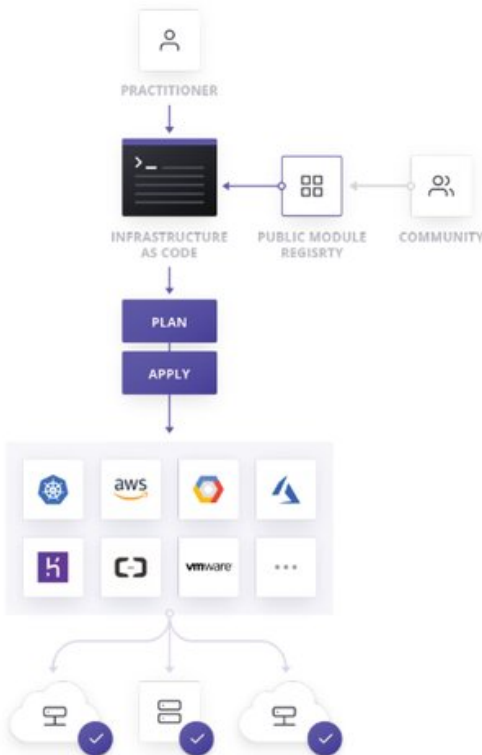 PRACTITIONER
>_
INFRASTRUCTURE
AS CODE
PUBLIC MODULE
REGISRTY
COMMUNITY
PLAN
APPLY
aws
vmware